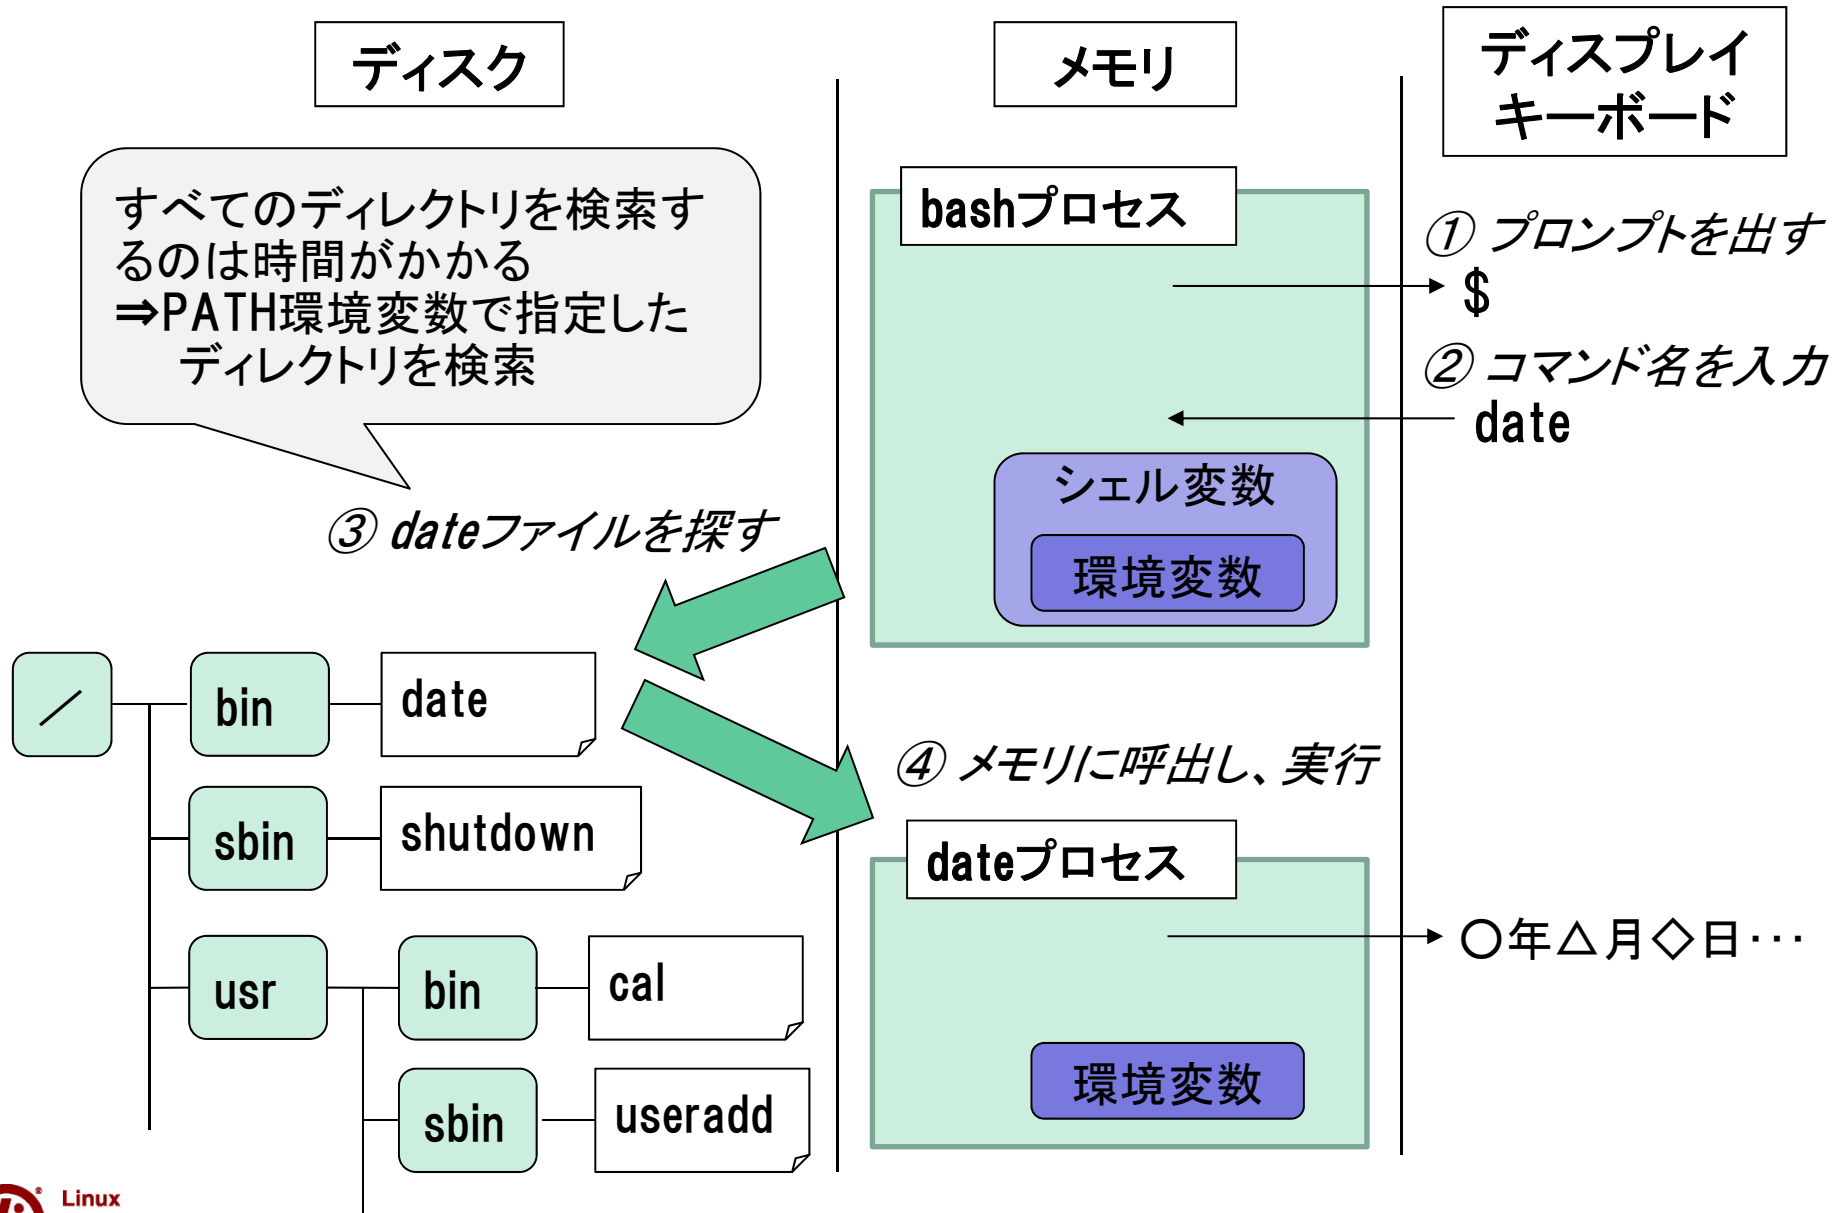 ディスク
メモリ
ディスプレイ
キーボード
すべてのディレクトリを検索す
るのは時間がかかる
⇒PATH環境変数で指定した
ディレクトリを検索
bashプロセス
① プロンプトを出す
$
② コマンド名を入力
date
シェル変数
環境変数
③ dateファイルを探す
／
bin
date
sbin
shutdown
usr
bin
cal
sbin
useradd
④ メモリに呼出し、実行
dateプロセス
○年△月◇日･･･
環境変数
Linux